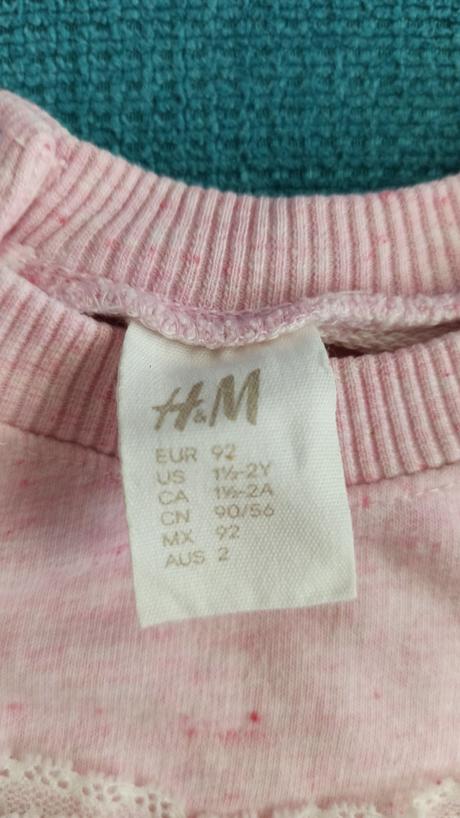 H&M
EUR 92
US 1½-2Y
CA 1½-2A
CN 90/56
MX 92
AUS 2